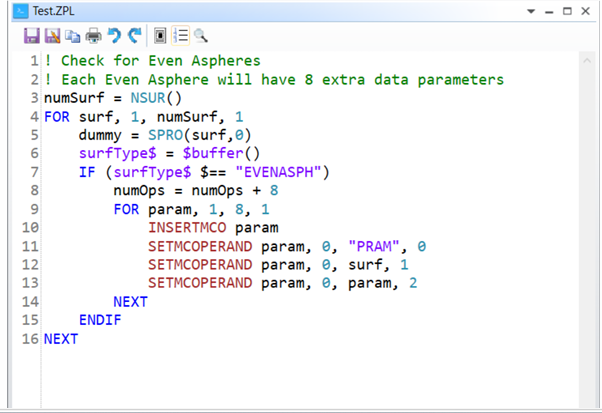 Test.ZPL
1 ! Check for Even Aspheres
2 ! Each Even Asphere will have 8 extra data parameters
3 numSurf = NSUR()
4 FOR surf, 1, numSurf, 1
5     dummy = SPRO(surf,0)
6     surfType$ = $buffer()
7     IF (surfType$ $== "EVENASPH")
8         numOps = numOps + 8
9         FOR param, 1, 8, 1
10             INSERTMCO param
11             SETMCOPERAND param, 0, "PRAM", 0
12             SETMCOPERAND param, 0, surf, 1
13             SETMCOPERAND param, 0, param, 2
14         NEXT
15     ENDIF
16 NEXT